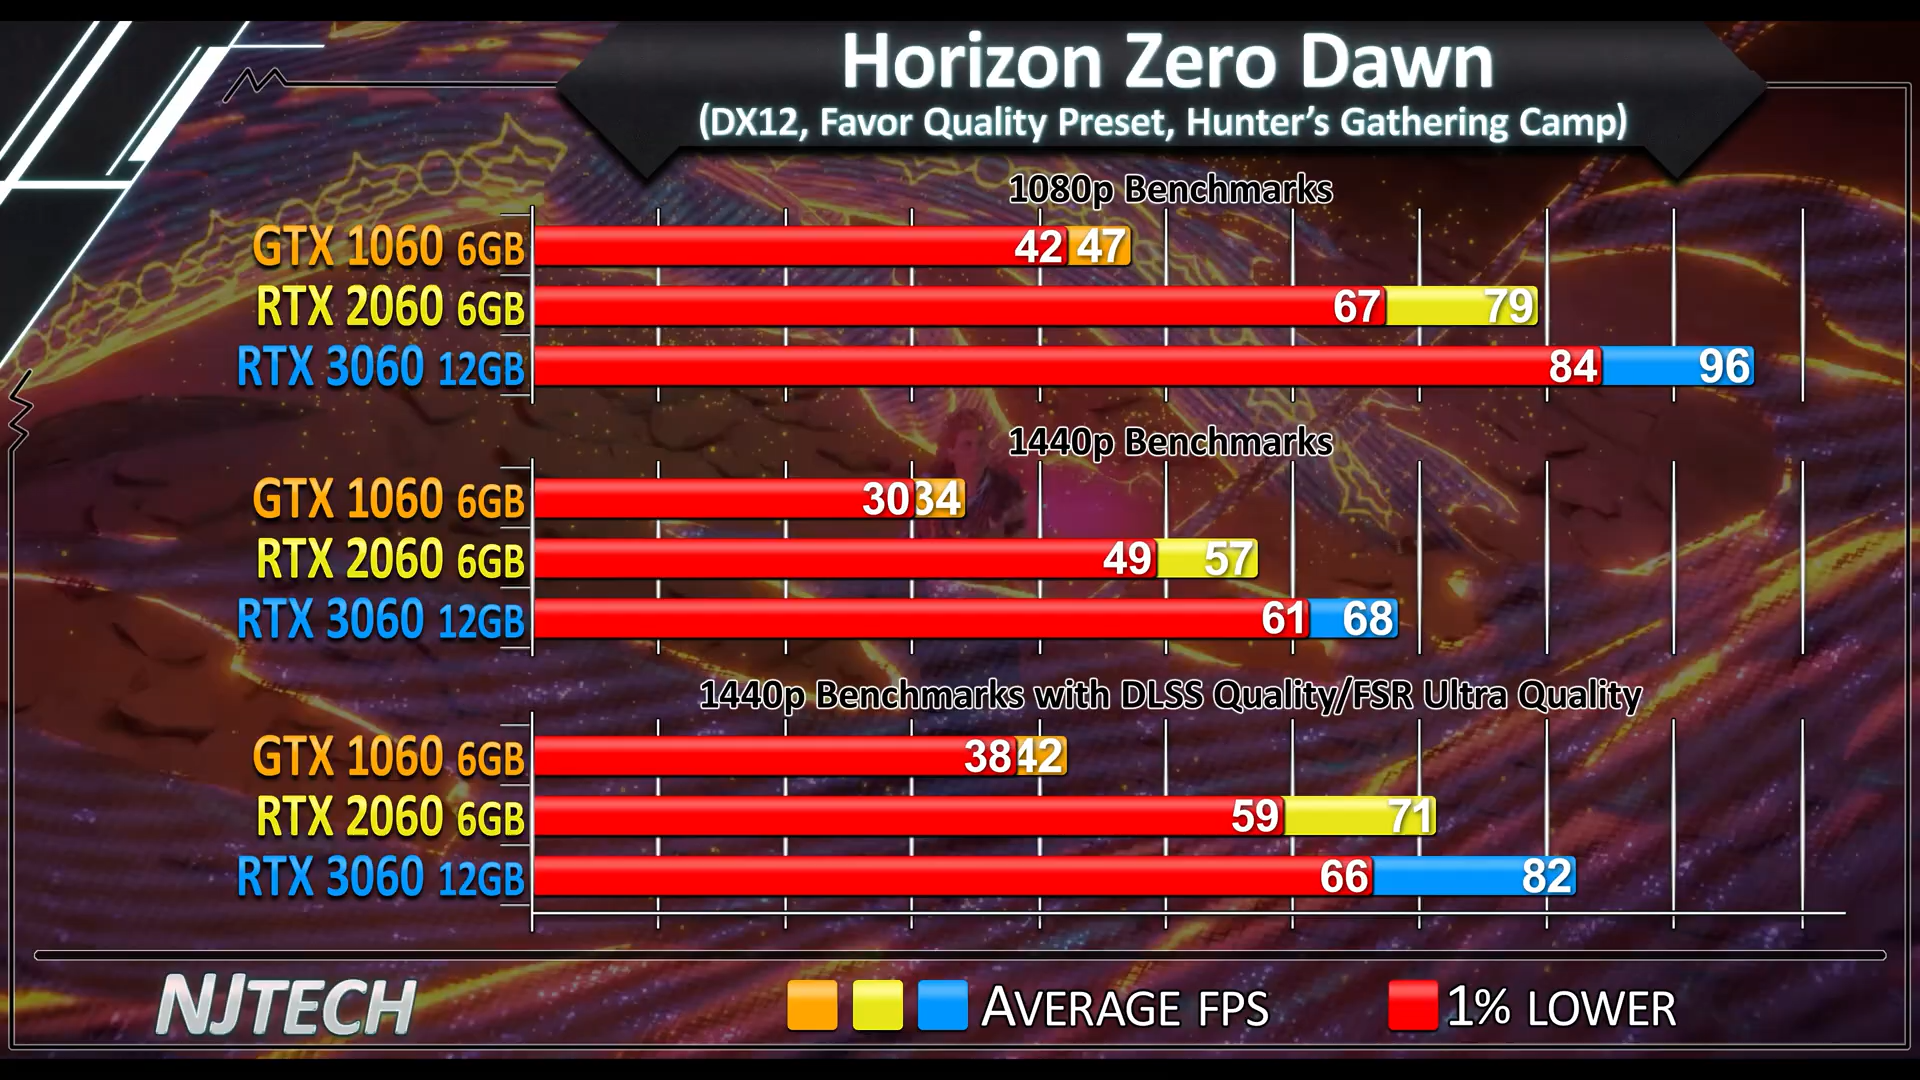 Horizon Zero Dawn
(DX12, Favor Quality Preset, Hunter's Gathering Camp)
1080p Benchmarks
GTX 1060 6GB 42 47
RTX 2060 6GB 67 79
RTX 3060 12GB 84 96
1440p Benchmarks
GTX 1060 6GB 30 34
RTX 2060 6GB 49 57
RTX 3060 12GB 61 68
1440p Benchmarks with DLSS Quality/FSR Ultra Quality
GTX 1060 6GB 38 42
RTX 2060 6GB 59 71
RTX 3060 12GB 66 82
NJTECH AVERAGE FPS 1% LOWER